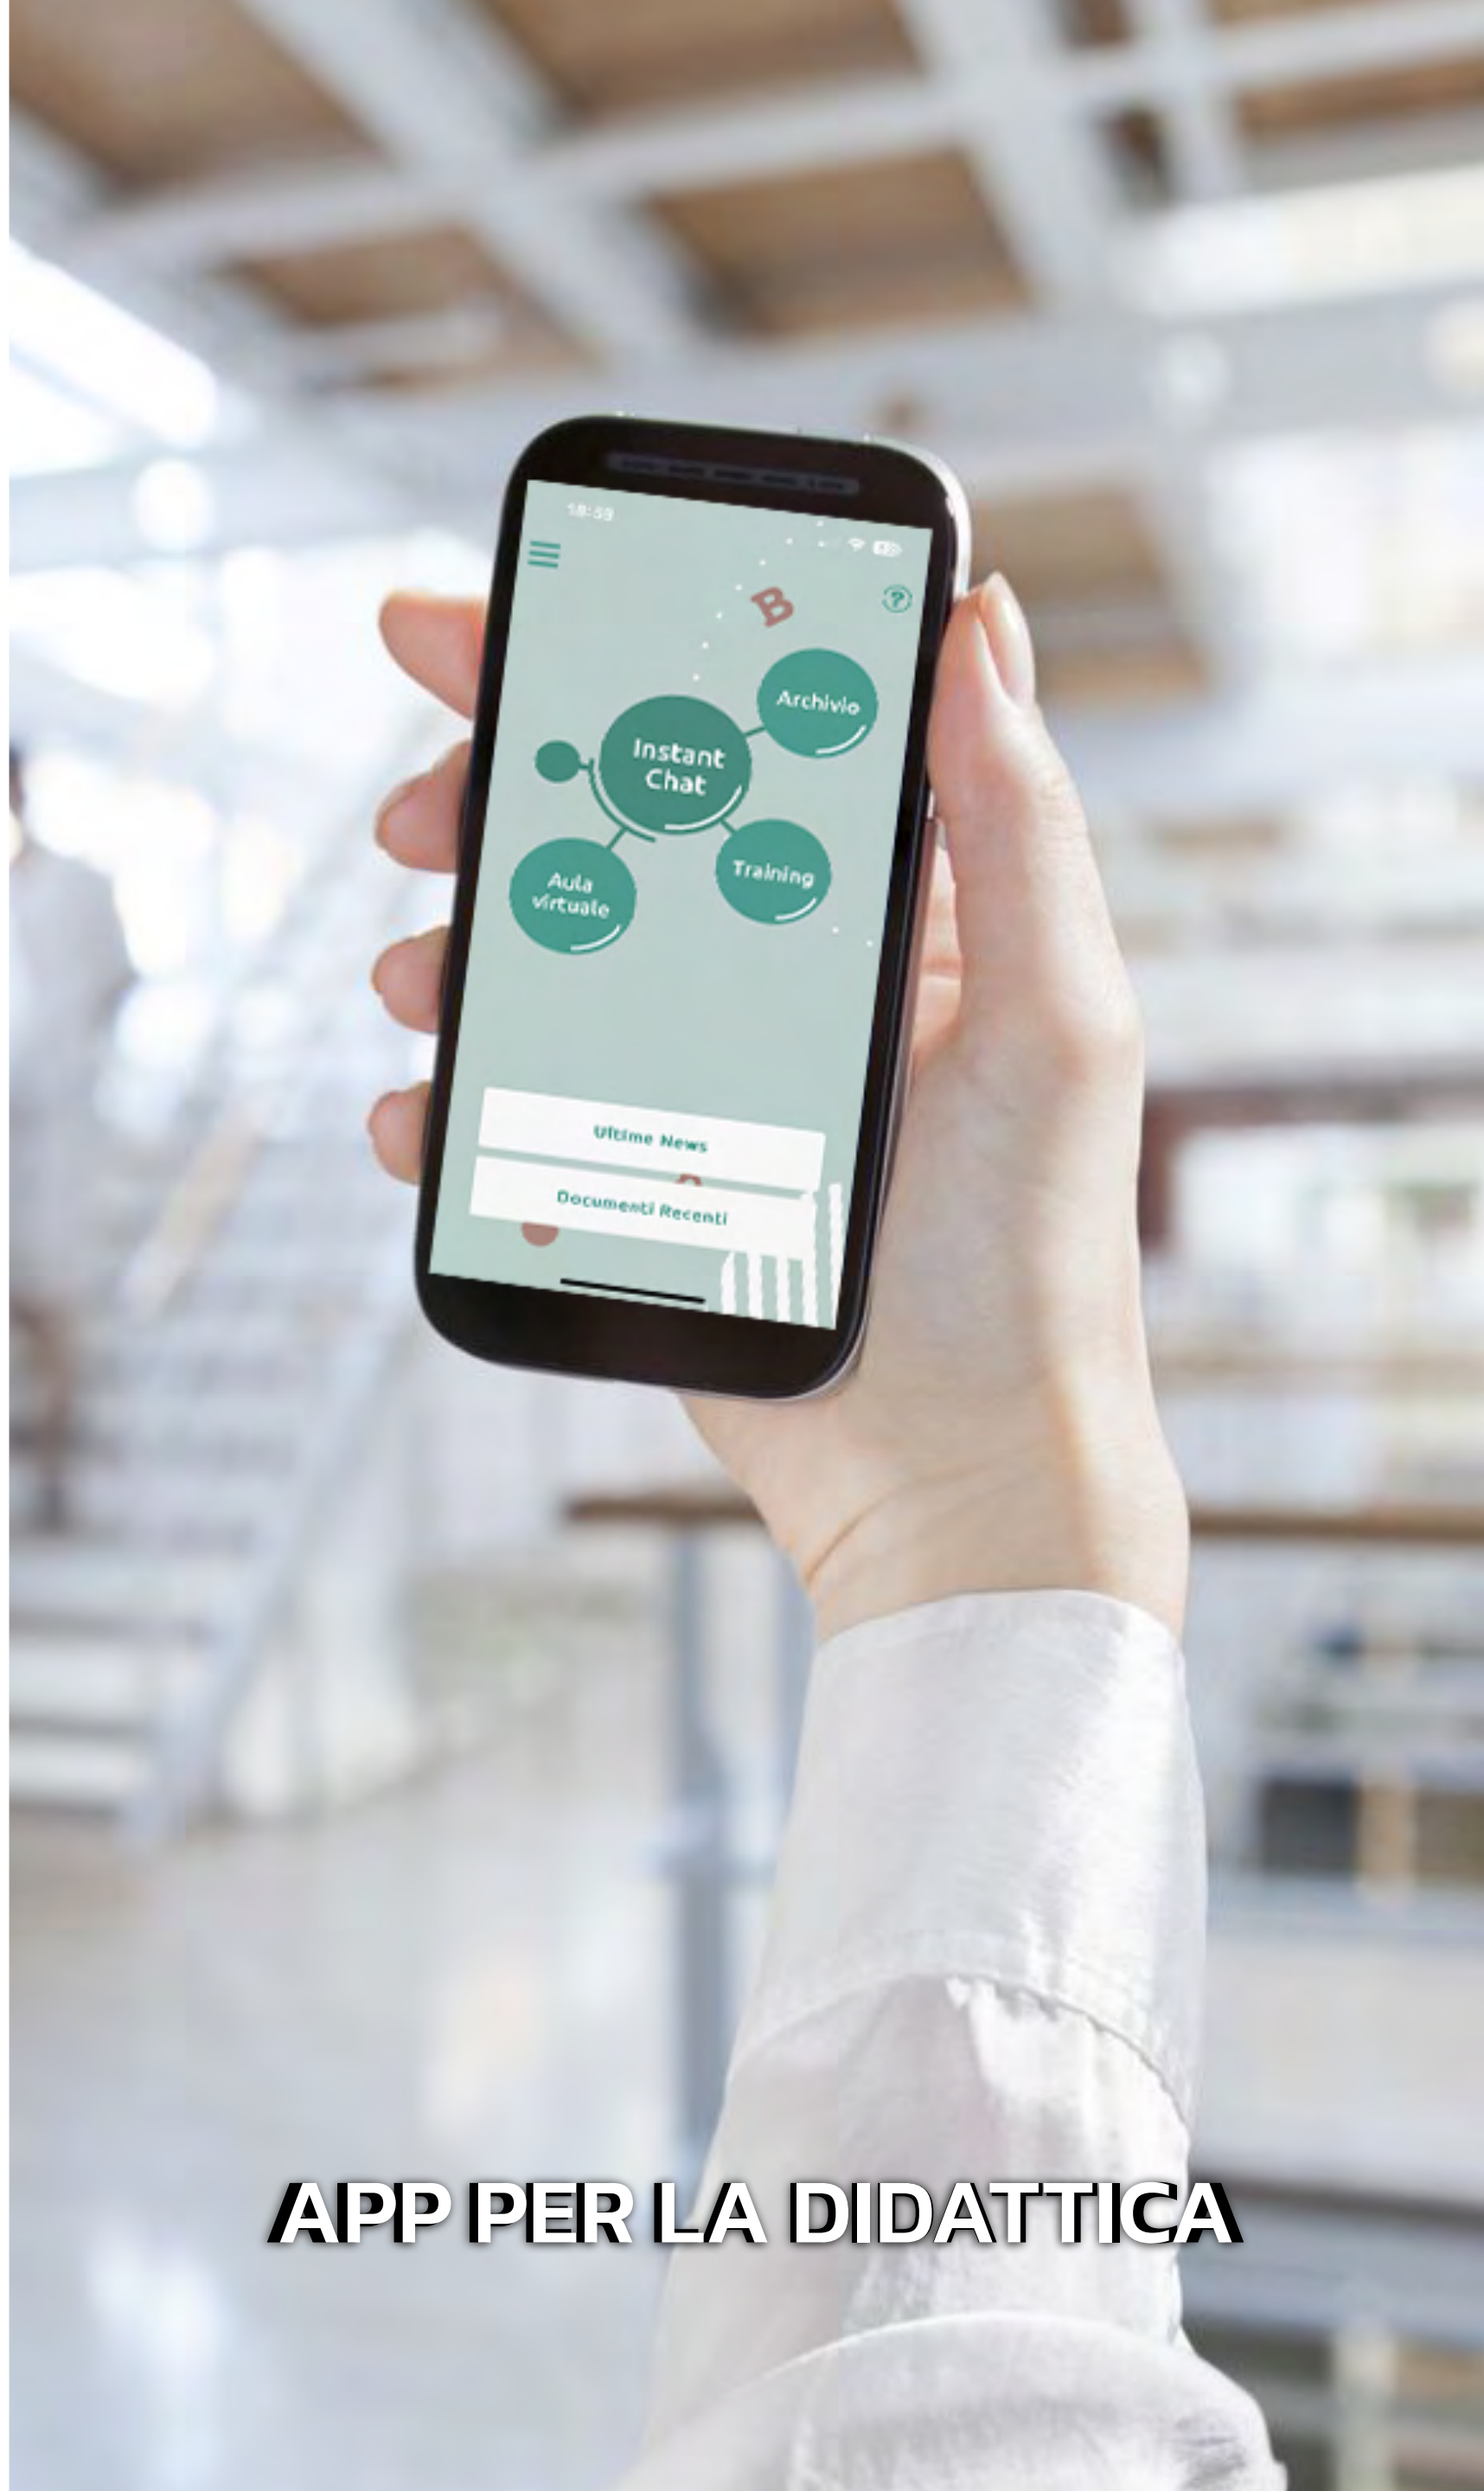 18:59
B
?
Archivio
Instant
Chat
Training
Aula
virtuale
Ultime News
Documenti Recenti
APP PER LA DIDATTICA